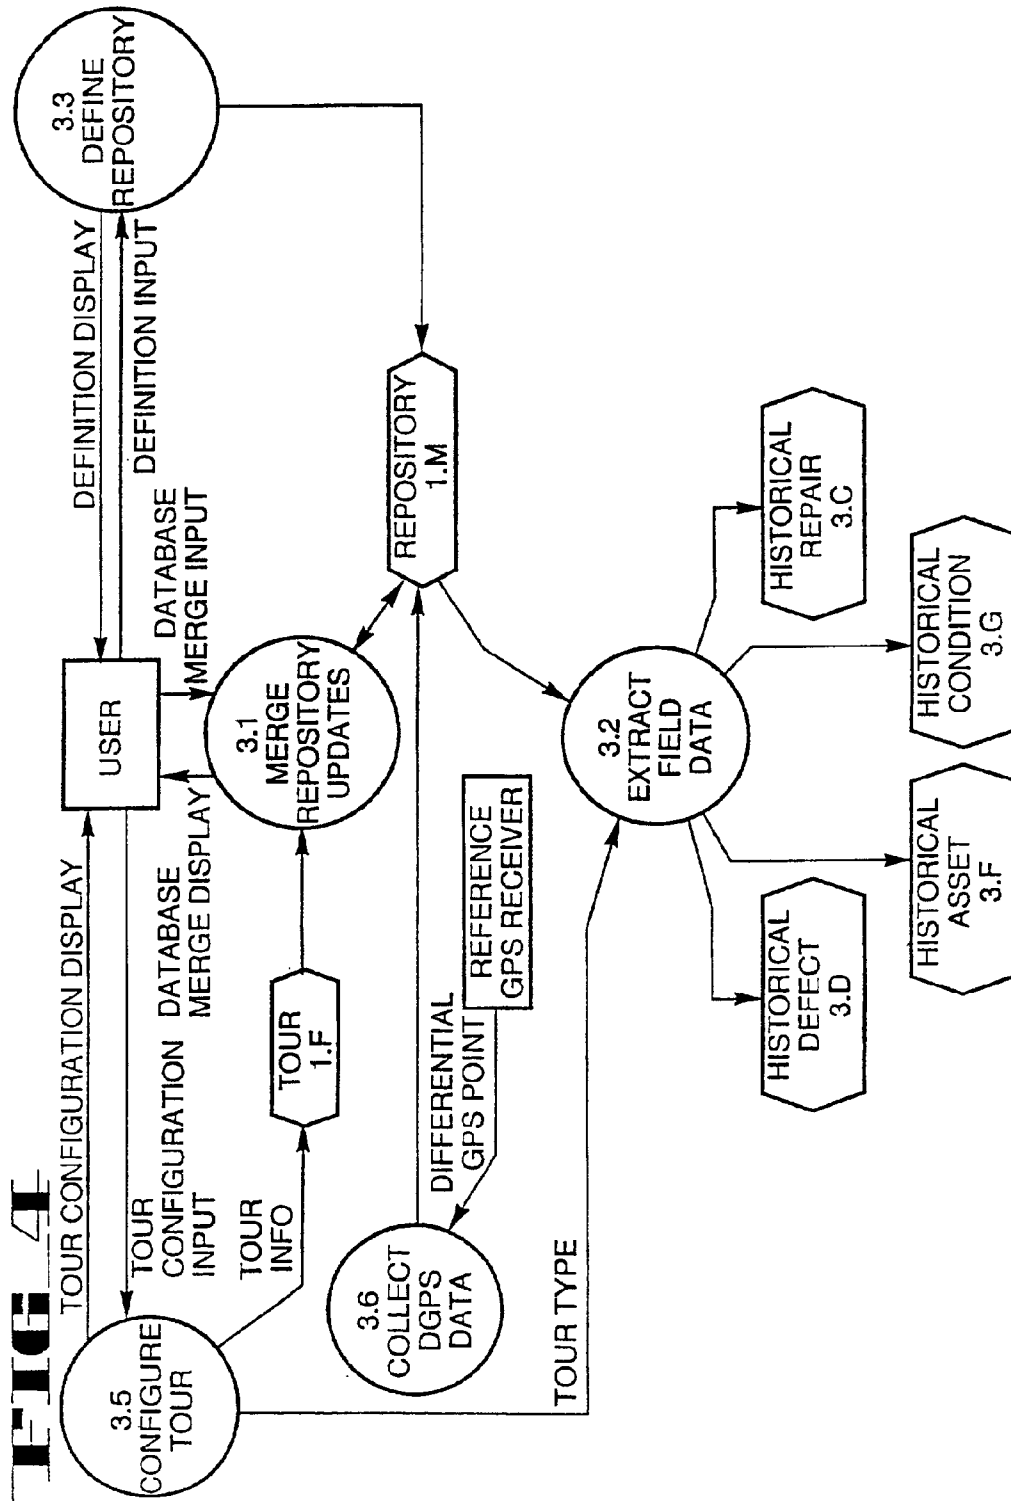 FIG 4
TOUR CONFIGURATION DISPLAY
DEFINITION DISPLAY
3.5
CONFIGURE
TOUR
TOUR
CONFIGURATION
INPUT
USER
DEFINITION INPUT
3.3
DEFINE
REPOSITORY
DATABASE
MERGE DISPLAY
DATABASE
MERGE INPUT
TOUR
INFO
TOUR
1.F
3.1
MERGE
REPOSITORY
UPDATES
3.6
COLLECT
DGPS
DATA
DIFFERENTIAL
GPS POINT
REFERENCE
GPS RECEIVER
REPOSITORY
1.M
TOUR TYPE
3.2
EXTRACT
FIELD
DATA
HISTORICAL
DEFECT
3.D
HISTORICAL
REPAIR
3.C
HISTORICAL
ASSET
3.F
HISTORICAL
CONDITION
3.G